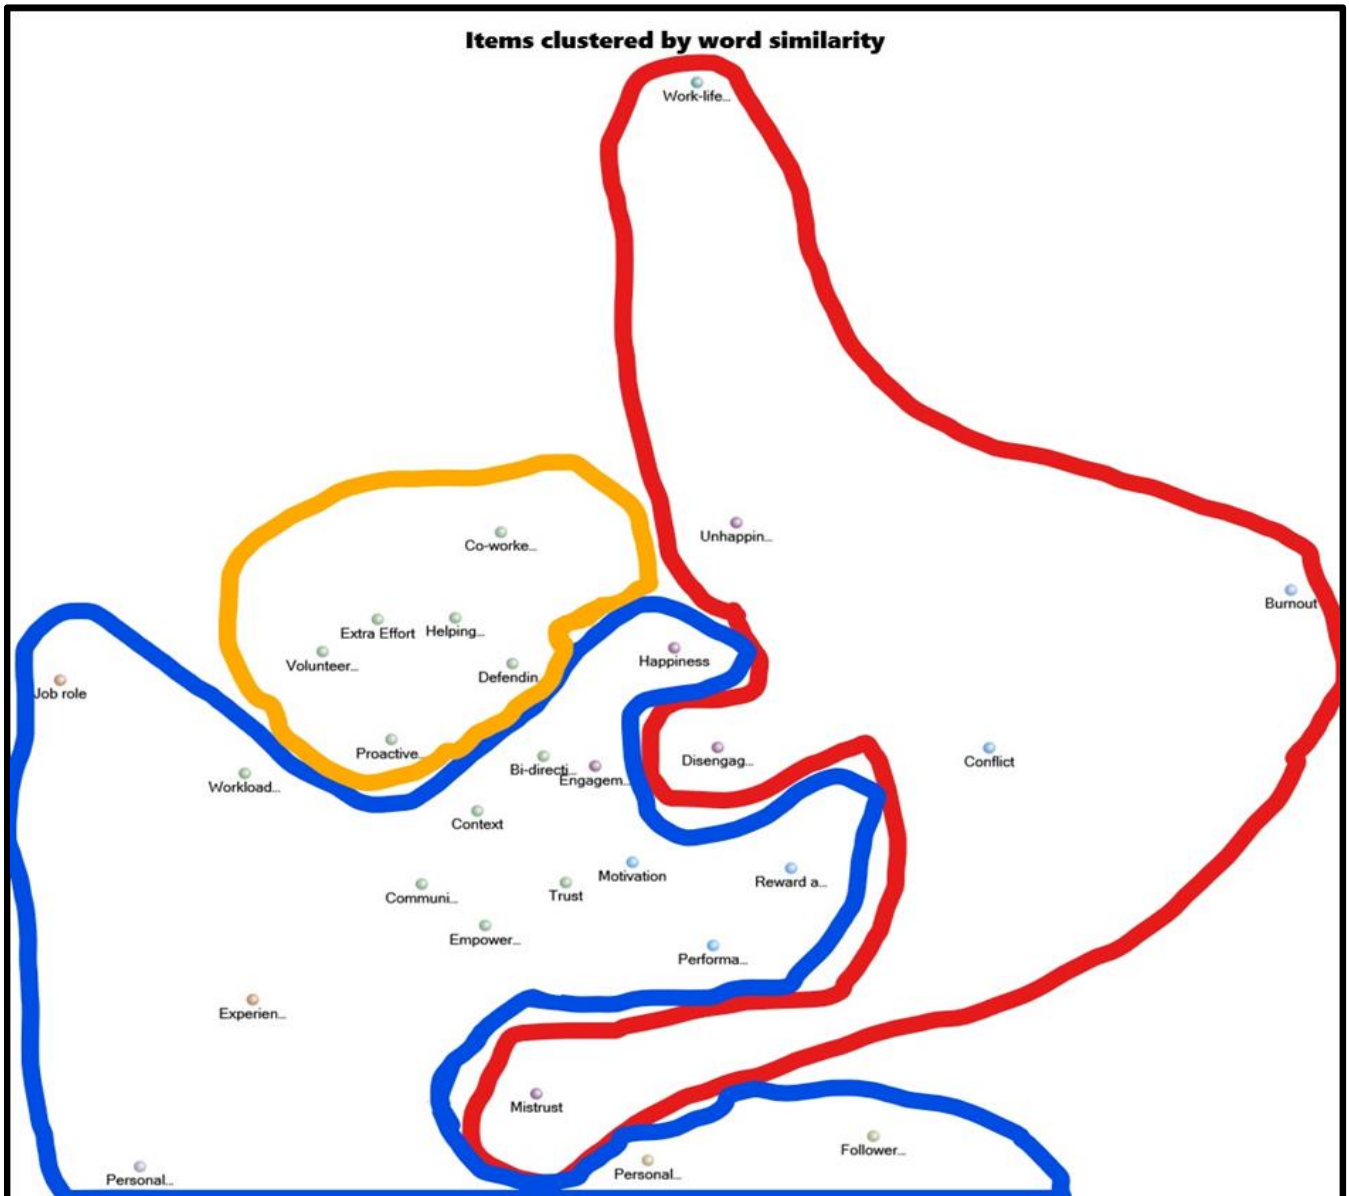 Items clustered by word similarity
Work-life...
Unhappin...
Co-worke...
Burnout
Extra Effort
Helping...
Volunteer...
Happiness
Defendin
Job role
Proactive...
Disengag...
Conflict
Bi-directi...
Engagem...
Workload...
Context
Motivation
Reward a...
Communi...
Trust
Empower...
Performa...
Experien...
Mistrust
Follower...
Personal...
Personal...